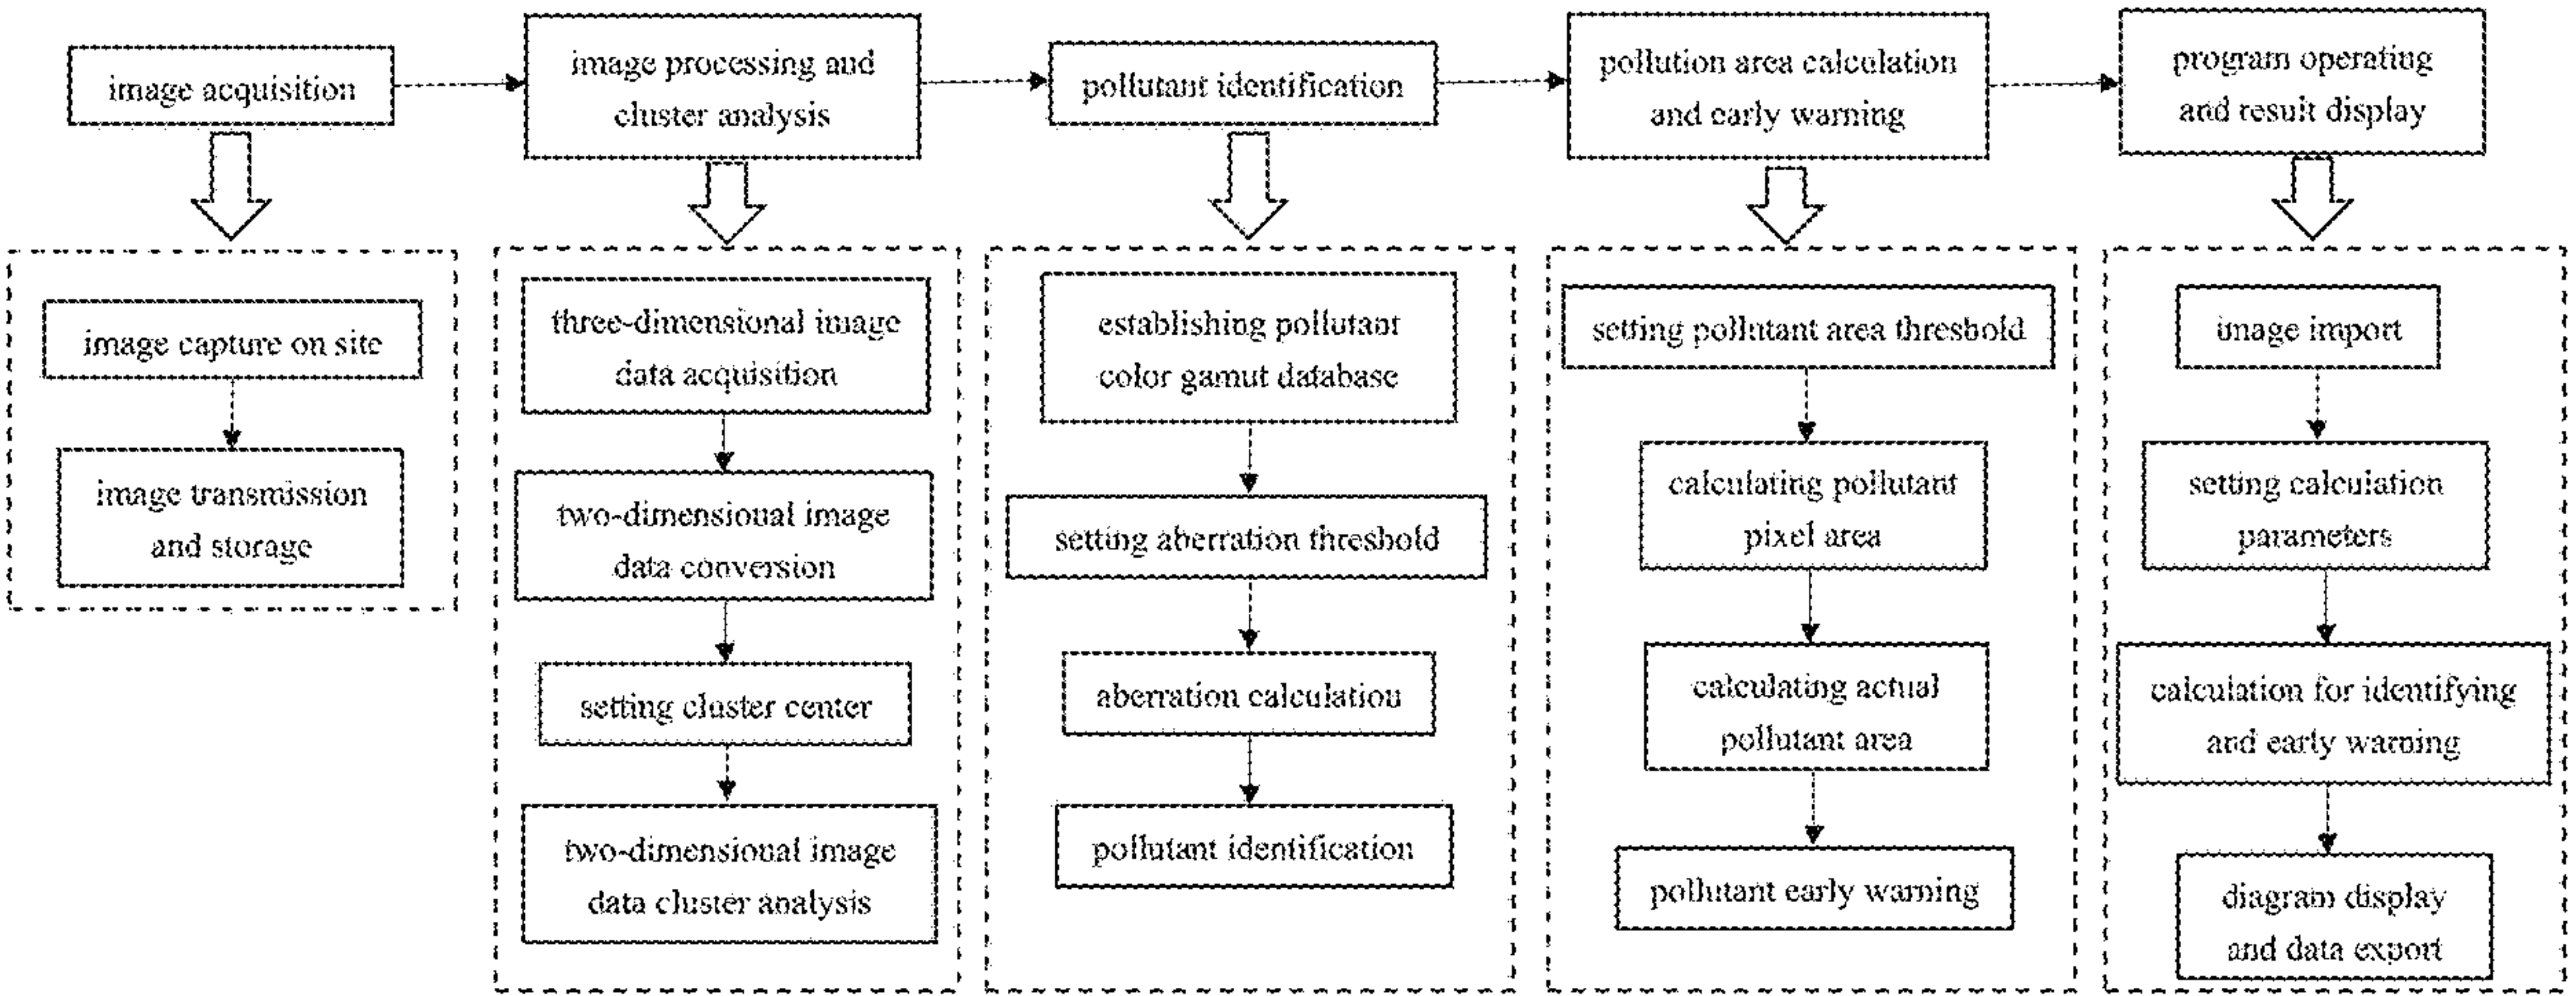 image acquisition
image processing and
cluster analysis
pollutant identification
pollution area calculation
and early warning
program operating
and result display
image capture on site
image transmission
and storage
three-dimensional image
data acquisition
two-dimensional image
data conversion
setting cluster center
two-dimensional image
data cluster analysis
establishing pollutant
color gamut database
setting aberration threshold
aberration calculation
pollutant identification
setting pollutant area threshold
calculating pollutant
pixel area
calculating actual
pollutant area
pollutant early warning
image import
setting calculation
parameters
calculation for identifying
and early warning
diagram display
and data export